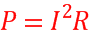 P = I²R